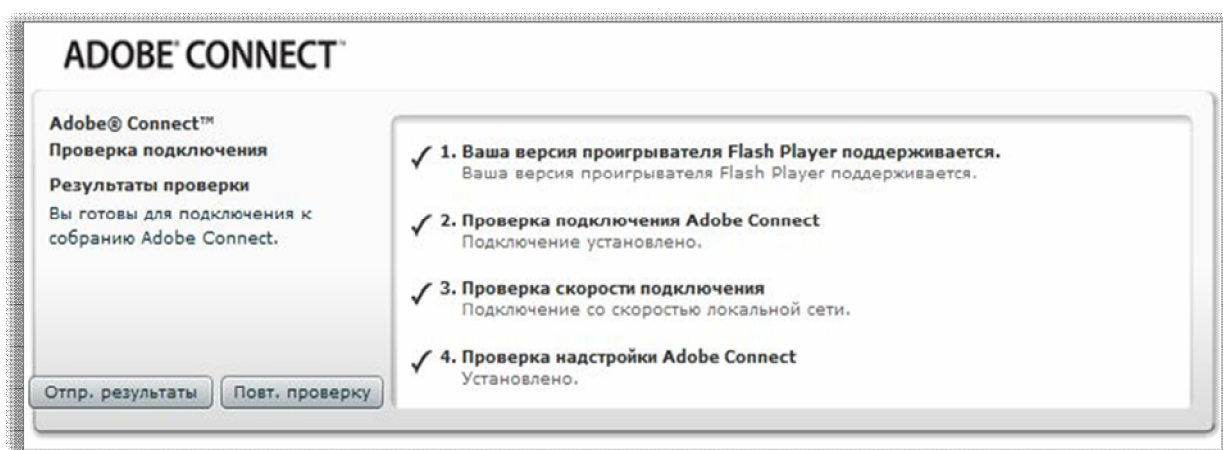 ADOBE® CONNECT™
Adobe® Connect™
Проверка подключения
Результаты проверки
Вы готовы для подключения к
собранию Adobe Connect.
Отпр. результаты
Повт. проверку
1. Ваша версия проигрывателя Flash Player поддерживается.
Ваша версия проигрывателя Flash Player поддерживается.
2. Проверка подключения Adobe Connect
Подключение установлено.
3. Проверка скорости подключения
Подключение со скоростью локальной сети.
4. Проверка надстройки Adobe Connect
Установлено.